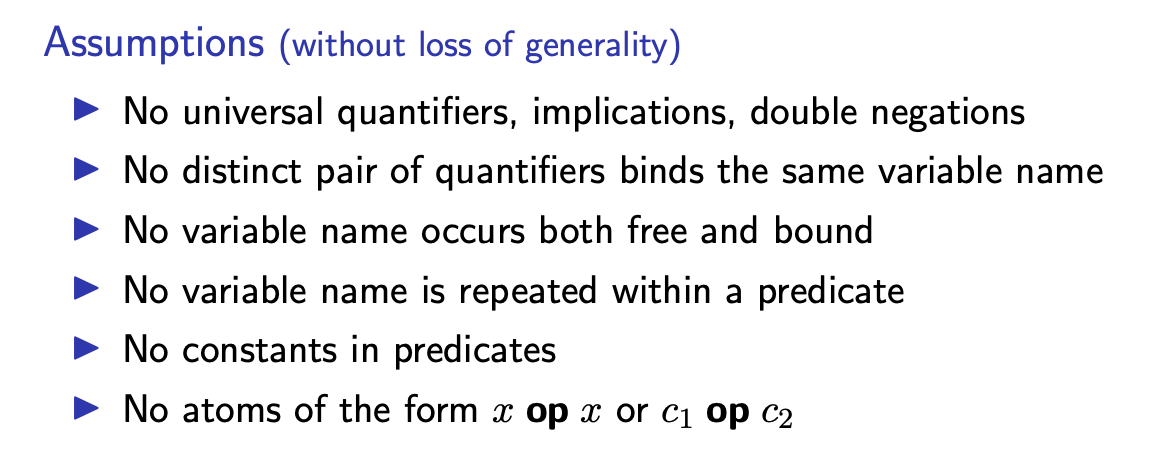 Assumptions (without loss of generality)
▶ No universal quantifiers, implications, double negations
▶ No distinct pair of quantifiers binds the same variable name
▶ No variable name occurs both free and bound
▶ No variable name is repeated within a predicate
▶ No constants in predicates
▶ No atoms of the form x op x or c₁ op c₂